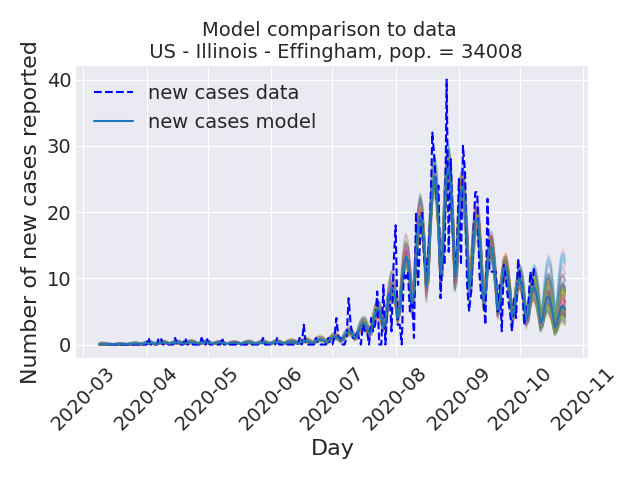 Model comparison to data
US - Illinois - Effingham, pop. = 34008
Number of new cases reported
40
30
20
10
0
new cases data
new cases model
2020-03
2020-04
2020-05
2020-06
2020-07
2020-08
2020-09
2020-10
2020-11
Day